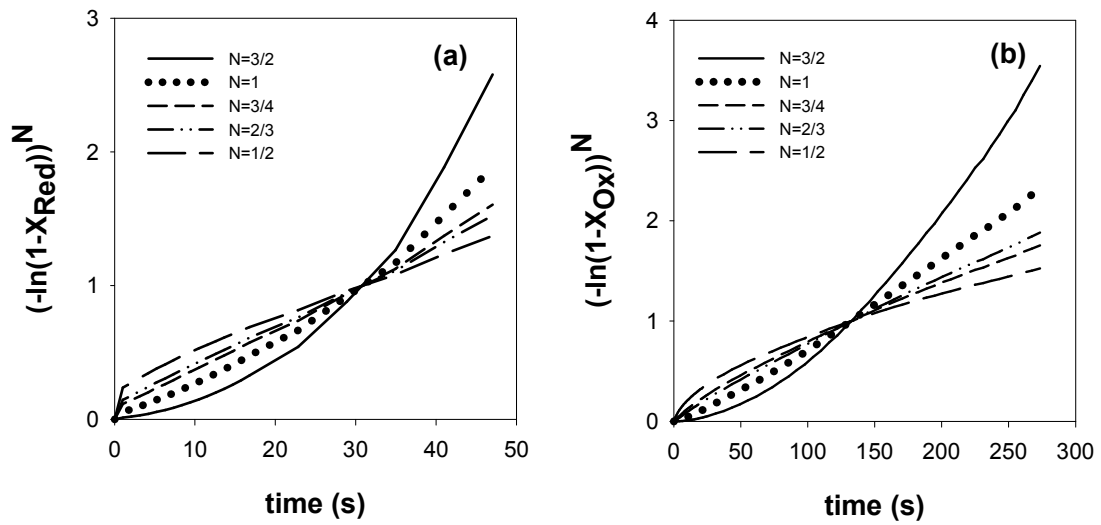 (a)
(-ln(1-X_Red))^N
3
2
1
0
N=3/2
N=1
N=3/4
N=2/3
N=1/2
0 10 20 30 40 50
time (s)
(b)
(-ln(1-X_Ox))^N
4
3
2
1
0
N=3/2
N=1
N=3/4
N=2/3
N=1/2
0 50 100 150 200 250 300
time (s)